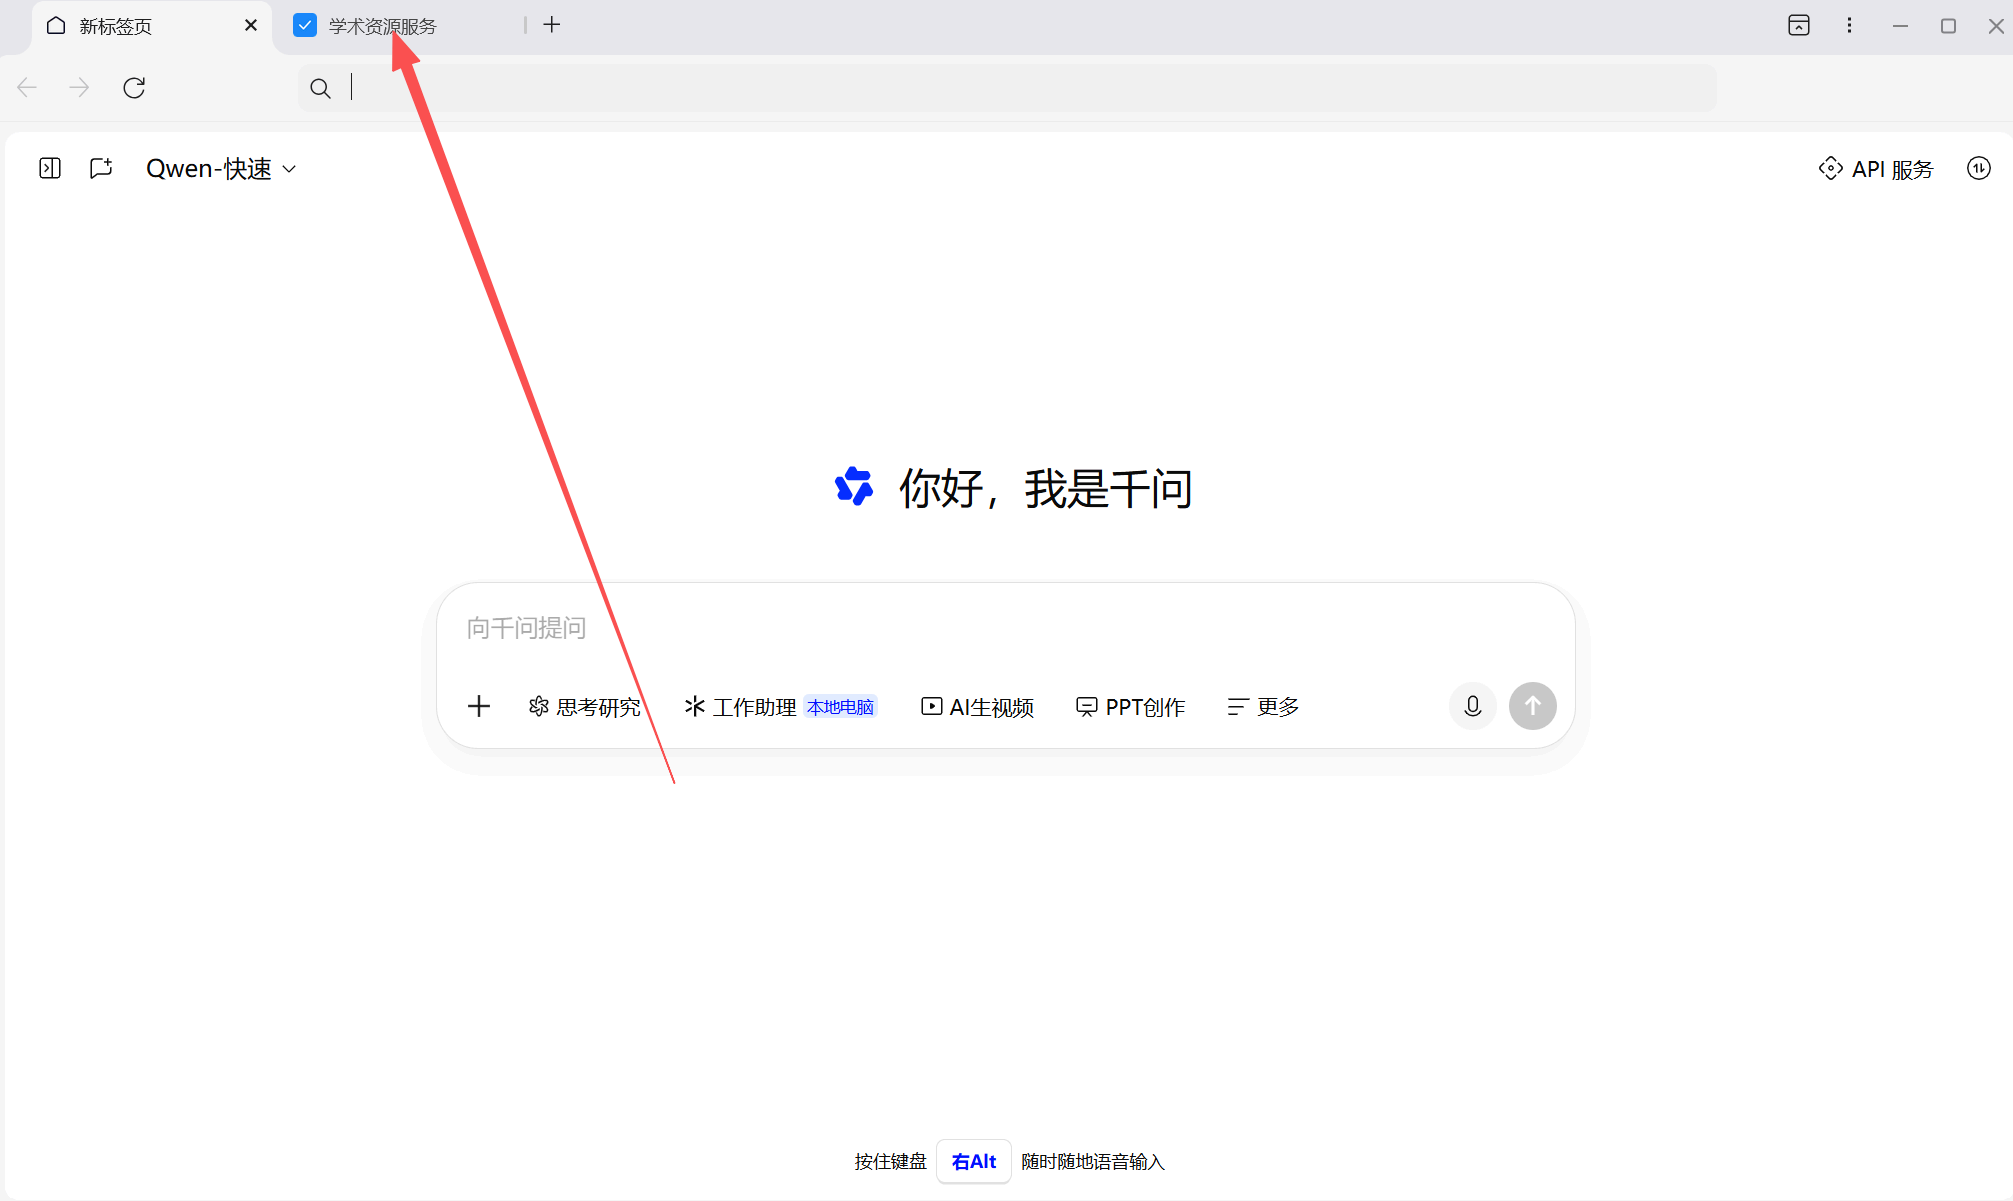 新标签页
学术资源服务
Qwen-快速
API 服务
你好，我是千问
向千问提问
思考研究 工作助理 本地电脑 AI生视频 PPT创作 更多
按住键盘 右Alt 随时随地语音输入